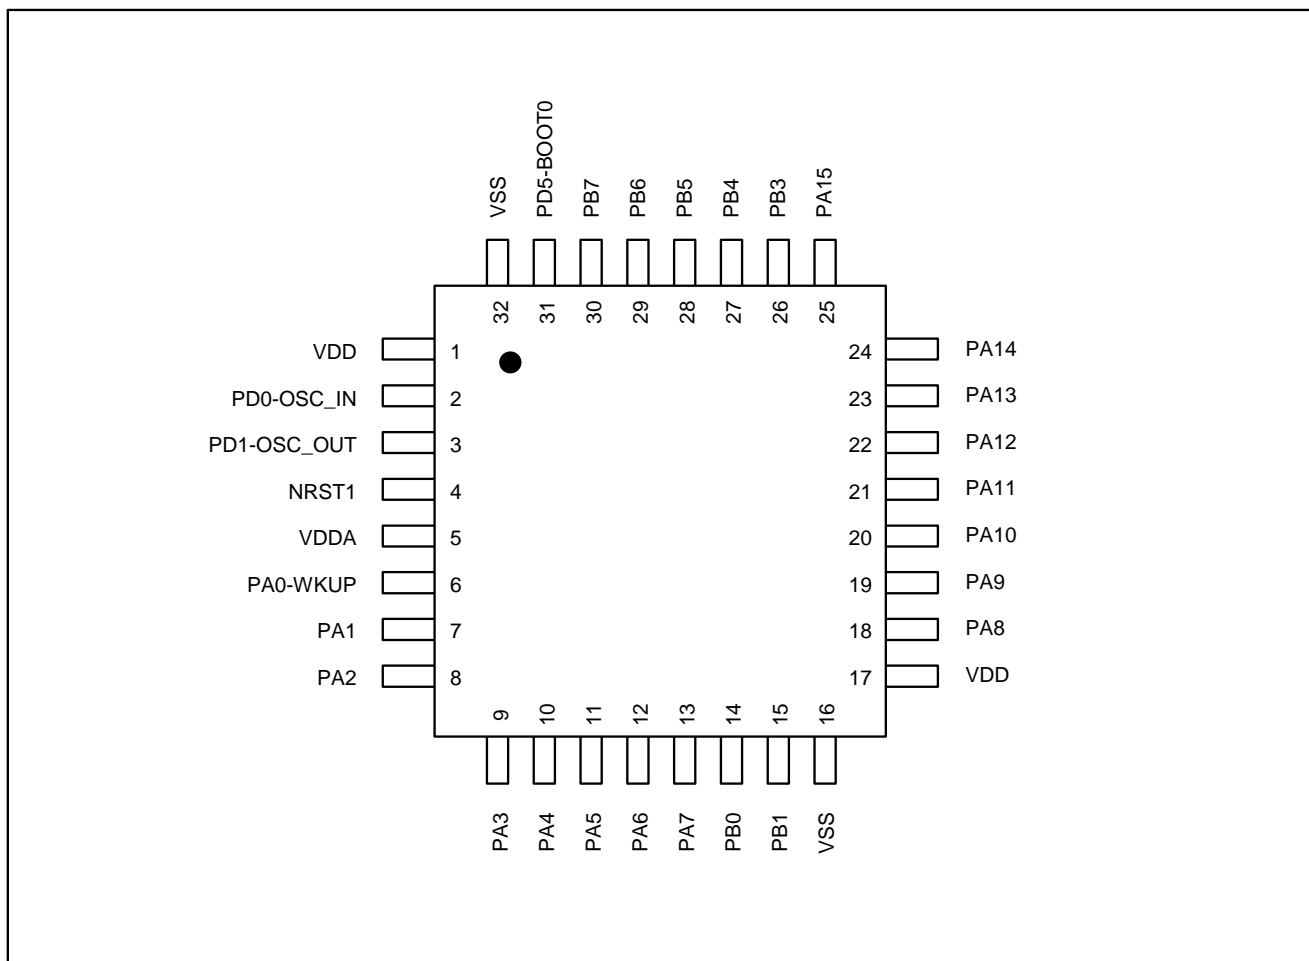 VSS
PD5-BOOT0
PB7
PB6
PB5
PB4
PB3
PA15
32
31
30
29
28
27
26
25
VDD 1
PD0-OSC_IN 2
PD1-OSC_OUT 3
NRST1 4
VDDA 5
PA0-WKUP 6
PA1 7
PA2 8
24 PA14
23 PA13
22 PA12
21 PA11
20 PA10
19 PA9
18 PA8
17 VDD
9
10
11
12
13
14
15
16
PA3
PA4
PA5
PA6
PA7
PB0
PB1
VSS